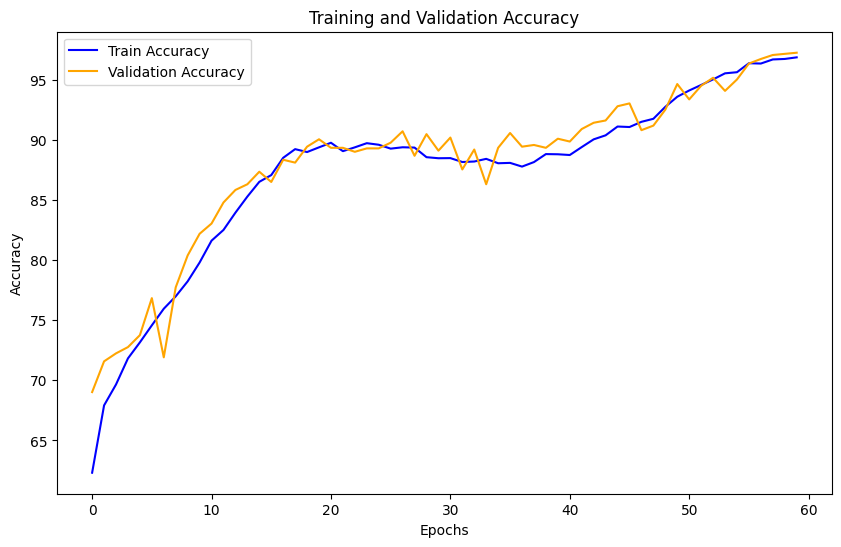 Training and Validation Accuracy
Train Accuracy
Validation Accuracy
95
90
85
80
75
70
65
Accuracy
0 10 20 30 40 50 60
Epochs